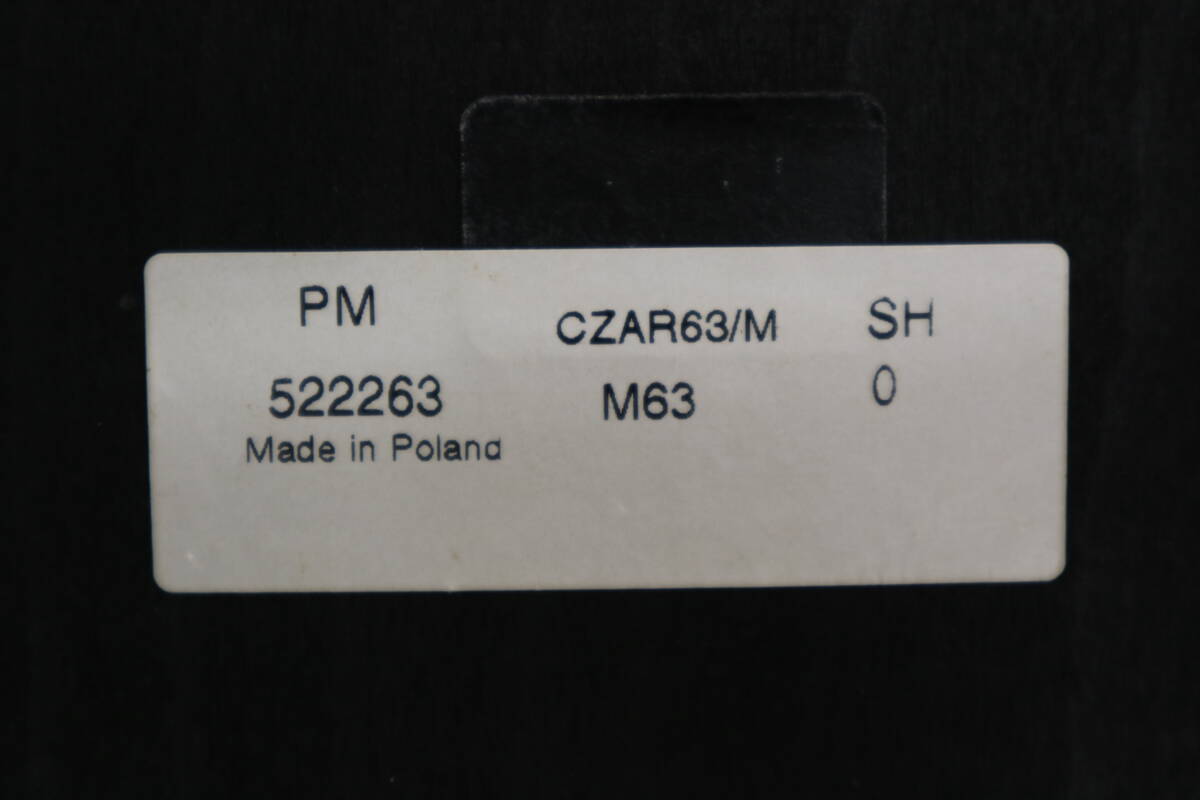 PM CZAR63/M SH
522263 M63 0
Made in Poland